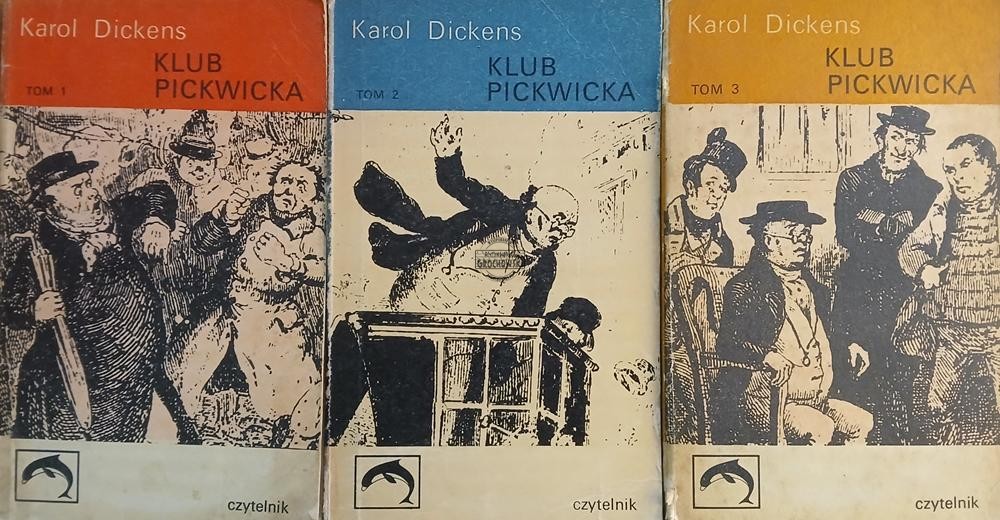 Karol Dickens
KLUB
TOM 1 PICKWICKA
czytelnik
Karol Dickens
KLUB
TOM 2 PICKWICKA
GROCHOWSKI
czytelnik
Karol Dickens
KLUB
TOM 3 PICKWICKA
czytelnik